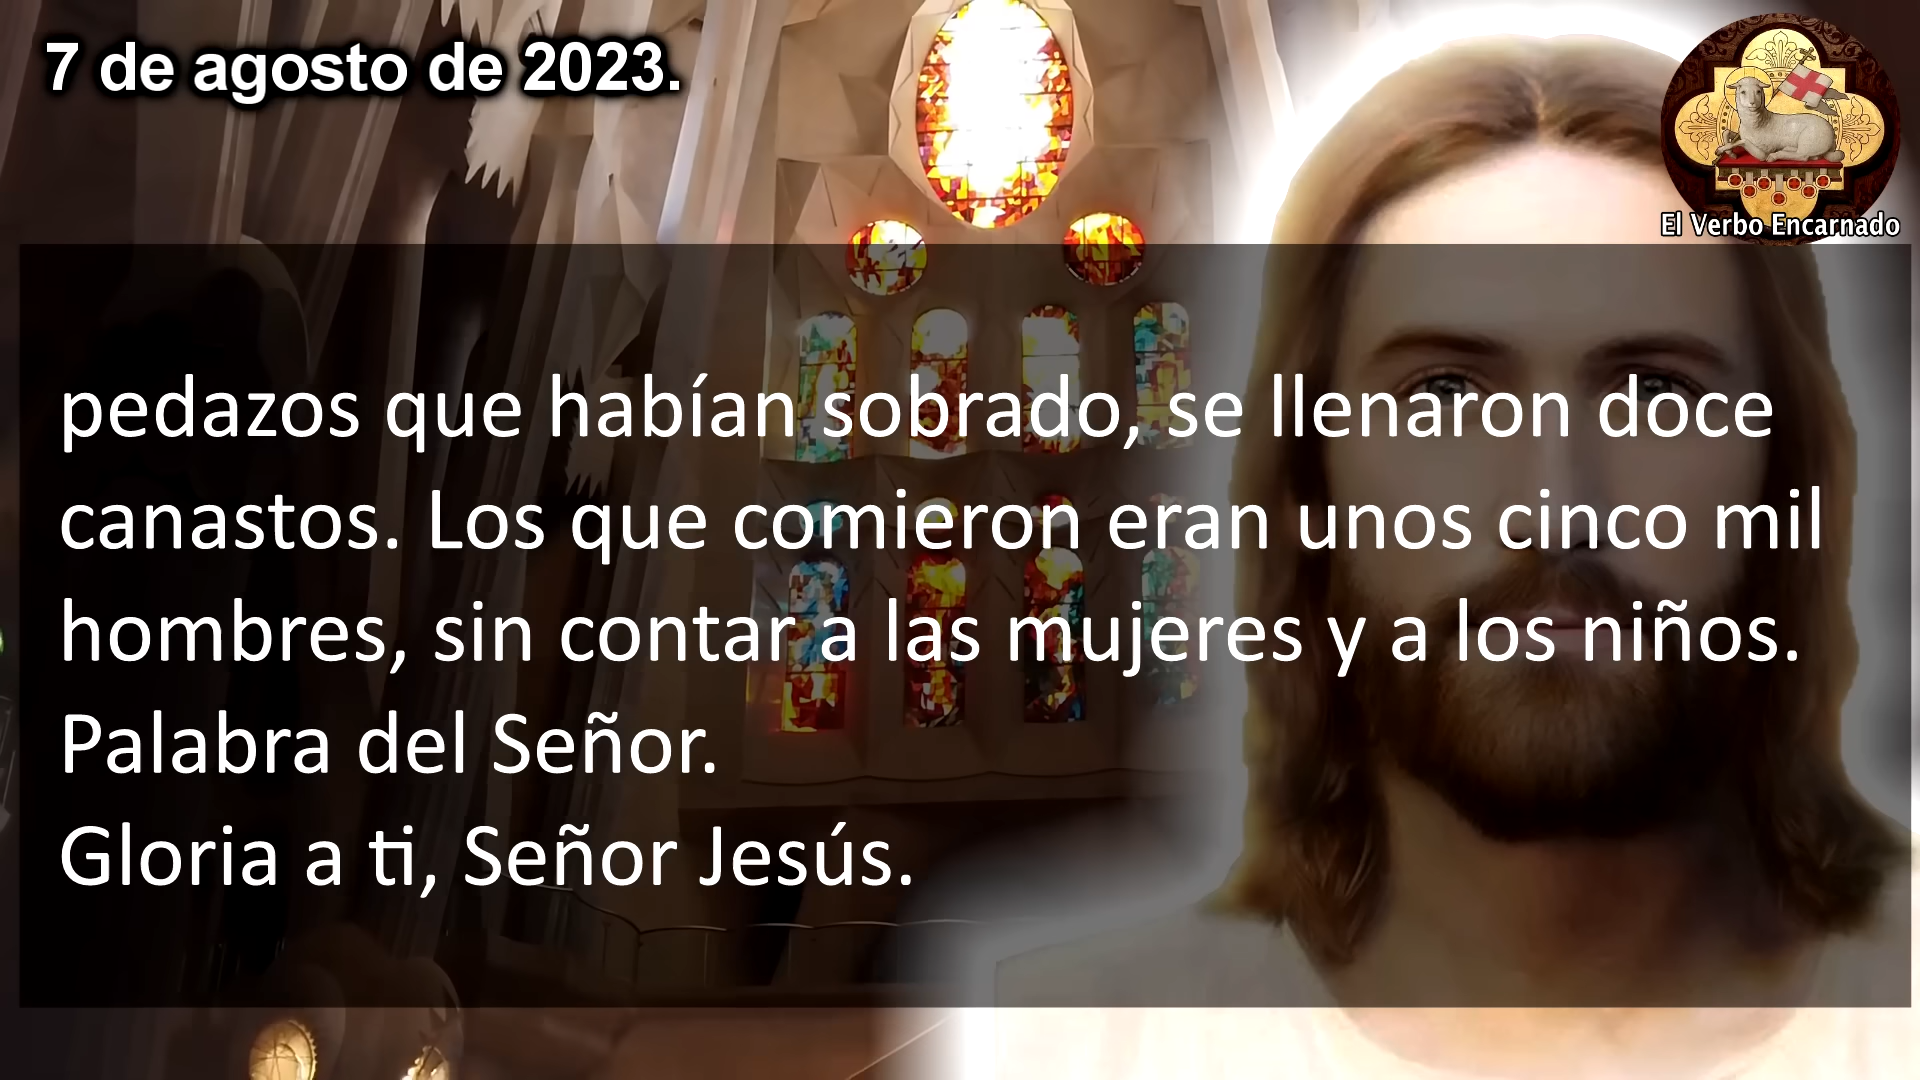 7 de agosto de 2023.
El Verbo Encarnado
pedazos que habían sobrado, se llenaron doce
canastos. Los que comieron eran unos cinco mil
hombres, sin contar a las mujeres y a los niños.
Palabra del Señor.
Gloria a ti, Señor Jesús.